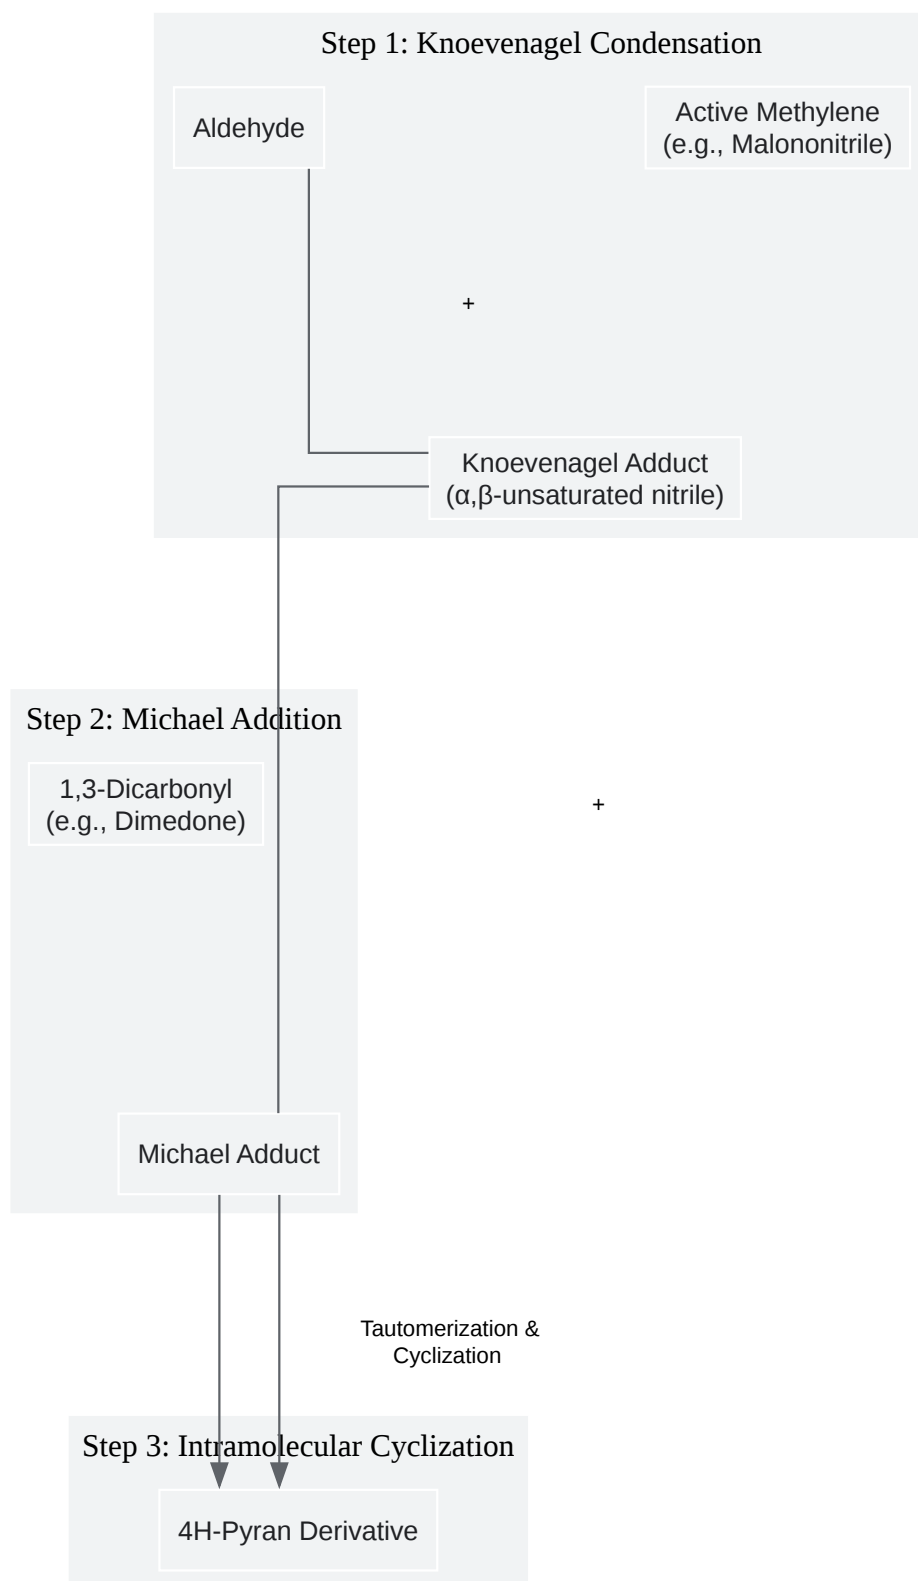 Step 1: Knoevenagel Condensation
Aldehyde
Active Methylene
(e.g., Malononitrile)
+
Knoevenagel Adduct
(α,β-unsaturated nitrile)
Step 2: Michael Addition
1,3-Dicarbonyl
(e.g., Dimedone)
+
Michael Adduct
Tautomerization &
Cyclization
Step 3: Intramolecular Cyclization
4H-Pyran Derivative